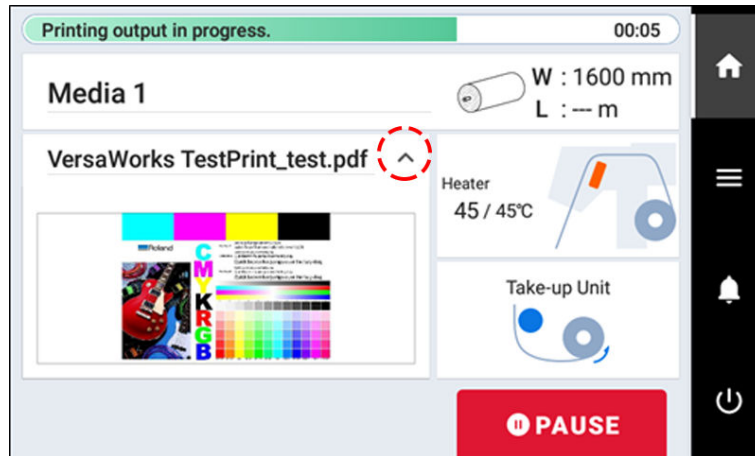 Printing output in progress. 00:05
Media 1
W : 1600 mm
L : --- m
VersaWorks TestPrint_test.pdf
Heater
45 / 45℃
Roland
C
M
Y
K
R
G
B
Take-up Unit
PAUSE